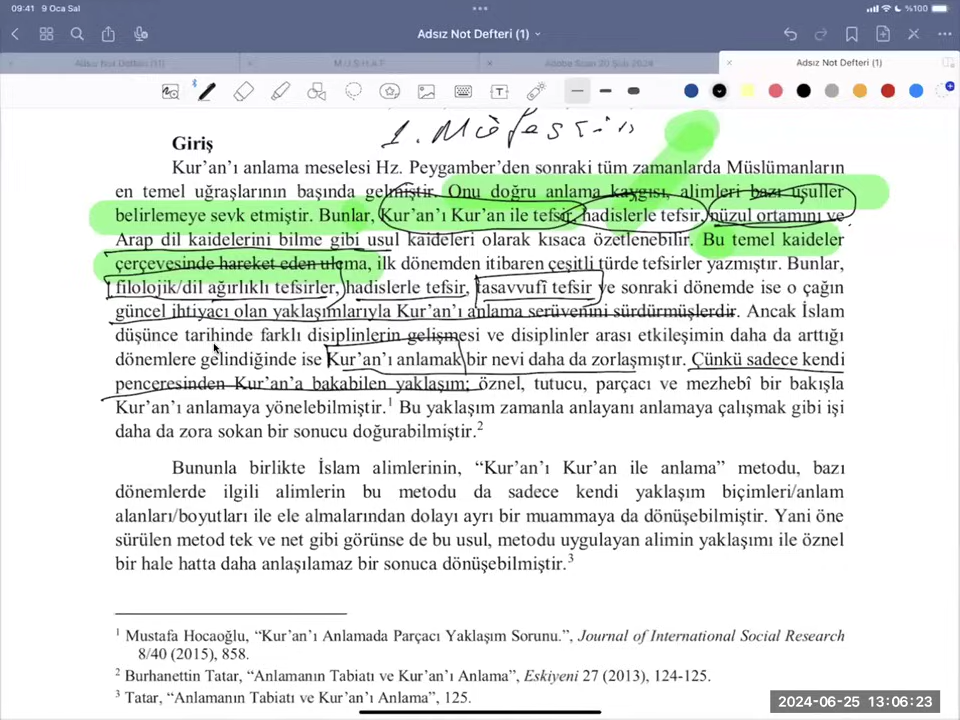 09:41 9 Oca Sal
%100
Adsız Not Defteri (1)
Adsız Not Defteri (11)
M U S H A F
Adobe Scan 20 Şub 2024
Adsız Not Defteri (1)
1. Müfessir
Giriş
Kur’an’ı anlama meselesi Hz. Peygamber’den sonraki tüm zamanlarda Müslümanların
en temel uğraşlarının başında gelmiştir. Onu doğru anlama kaygısı, alimleri bazı usuller
belirlemeye sevk etmiştir. Bunlar, Kur’an’ı Kur’an ile tefsir, hadislerle tefsir, nüzul ortamını ve
Arap dil kaidelerini bilme gibi usul kaideleri olarak kısaca özetlenebilir. Bu temel kaideler
çerçevesinde hareket eden ulema, ilk dönemden itibaren çeşitli türde tefsirler yazmıştır. Bunlar,
filolojik/dil ağırlıklı tefsirler, hadislerle tefsir, tasavvufî tefsir ve sonraki dönemde ise o çağın
güncel ihtiyacı olan yaklaşımlarıyla Kur’an’ı anlama serüvenini sürdürmüşlerdir. Ancak İslam
düşünce tarihinde farklı disiplinlerin gelişmesi ve disiplinler arası etkileşimin daha da arttığı
dönemlere gelindiğinde ise Kur’an’ı anlamak bir nevi daha da zorlaşmıştır. Çünkü sadece kendi
penceresinden Kur’an’a bakabilen yaklaşım; öznel, tutucu, parçacı ve mezhebî bir bakışla
Kur’an’ı anlamaya yönelebilmiştir.1 Bu yaklaşım zamanla anlayanı anlamaya çalışmak gibi işi
daha da zora sokan bir sonucu doğurabilmiştir.2
Bununla birlikte İslam alimlerinin, “Kur’an’ı Kur’an ile anlama” metodu, bazı
dönemlerde ilgili alimlerin bu metodu da sadece kendi yaklaşım biçimleri/anlam
alanları/boyutları ile ele almalarından dolayı ayrı bir muammaya da dönüşebilmiştir. Yani öne
sürülen metod tek ve net gibi görünse de bu usul, metodu uygulayan alimin yaklaşımı ile öznel
bir hale hatta daha anlaşılamaz bir sonuca dönüşebilmiştir.3
1 Mustafa Hocaoğlu, “Kur’an’ı Anlamada Parçacı Yaklaşım Sorunu.”, Journal of International Social Research
8/40 (2015), 858.
2 Burhanettin Tatar, “Anlamanın Tabiatı ve Kur’an’ı Anlama”, Eskiyeni 27 (2013), 124-125.
3 Tatar, “Anlamanın Tabiatı ve Kur’an’ı Anlama”, 125.
2024-06-25 13:06:23